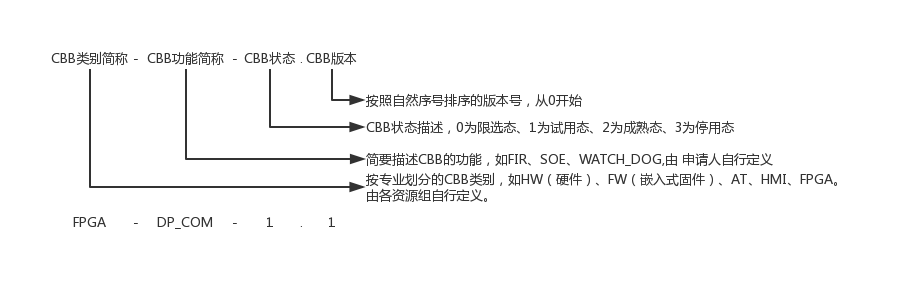 CBB类别简称 - CBB功能简称 - CBB状态 . CBB版本
按照自然序号排序的版本号，从0开始
CBB状态描述，0为限选态、1为试用态、2为成熟态、3为停用态
简要描述CBB的功能，如FIR、SOE、WATCH_DOG,由 申请人自行定义
按专业划分的CBB类别，如HW（硬件）、FW（嵌入式固件）、AT、HMI、FPGA。
由各资源组自行定义。
FPGA - DP_COM - 1 . 1